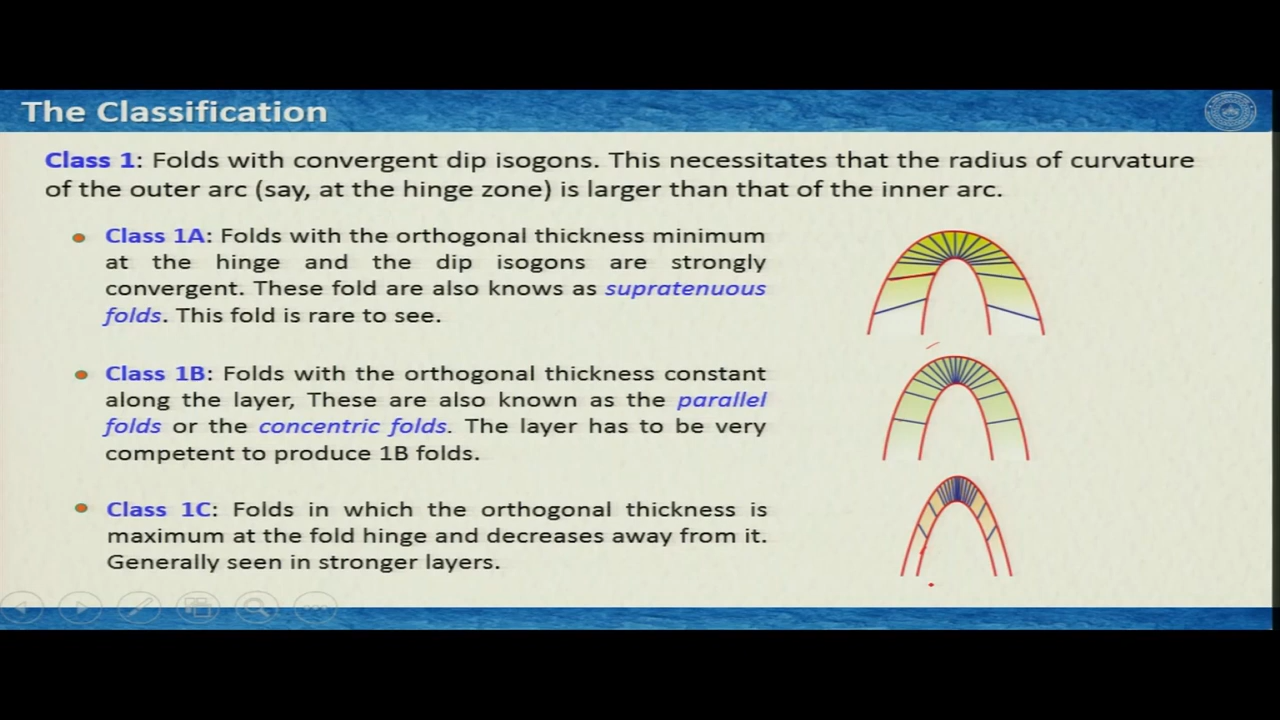 The Classification
Class 1: Folds with convergent dip isogons. This necessitates that the radius of curvature
of the outer arc (say, at the hinge zone) is larger than that of the inner arc.
Class 1A: Folds with the orthogonal thickness minimum
at the hinge and the dip isogons are strongly
convergent. These fold are also known as supratenuous
folds. This fold is rare to see.
Class 1B: Folds with the orthogonal thickness constant
along the layer, These are also known as the parallel
folds or the concentric folds. The layer has to be very
competent to produce 1B folds.
Class 1C: Folds in which the orthogonal thickness is
maximum at the fold hinge and decreases away from it.
Generally seen in stronger layers.